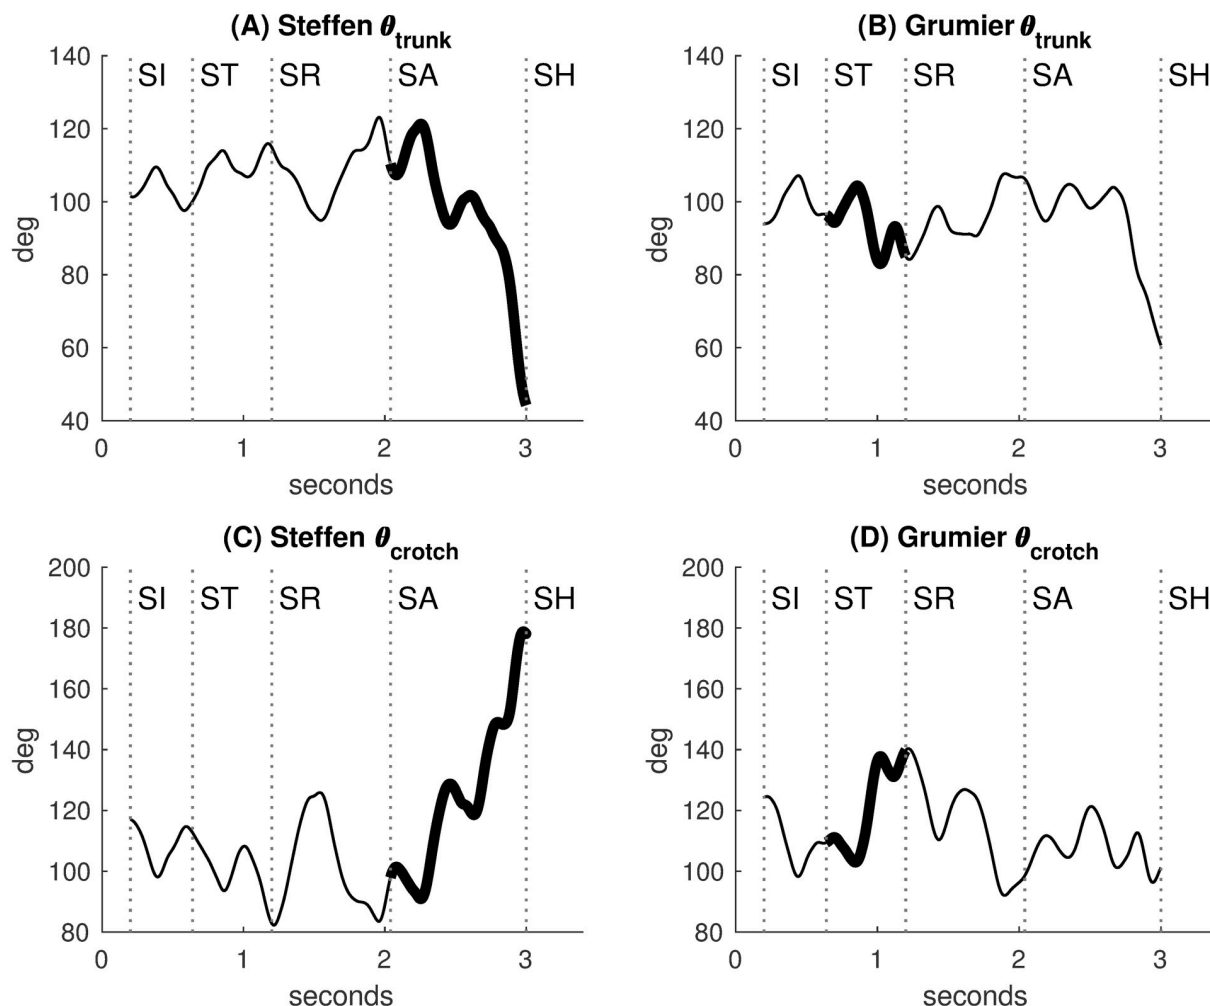 (A) Steffen θtrunk
140
120
100
80
60
40
deg
SI ST SR SA SH
0 1 2 3
seconds
(B) Grumier θtrunk
140
120
100
80
60
40
deg
SI ST SR SA SH
0 1 2 3
seconds
(C) Steffen θcrotch
200
180
160
140
120
100
80
deg
SI ST SR SA SH
0 1 2 3
seconds
(D) Grumier θcrotch
200
180
160
140
120
100
80
deg
SI ST SR SA SH
0 1 2 3
seconds